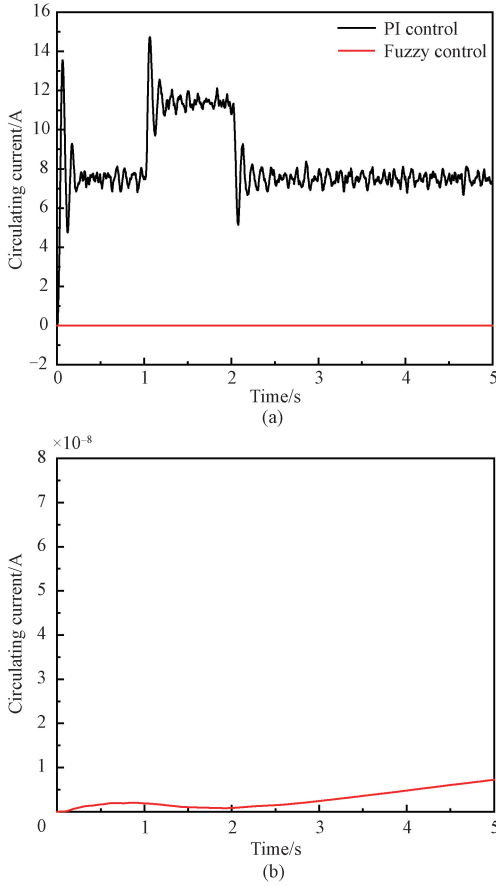 16
14
12
10
8
6
4
2
0
−2
Circulating current/A
PI control
Fuzzy control
0 1 2 3 4 5
Time/s
(a)
×10⁻⁸
8
7
6
5
4
3
2
1
0
Circulating current/A
1 2 3 4 5
Time/s
(b)